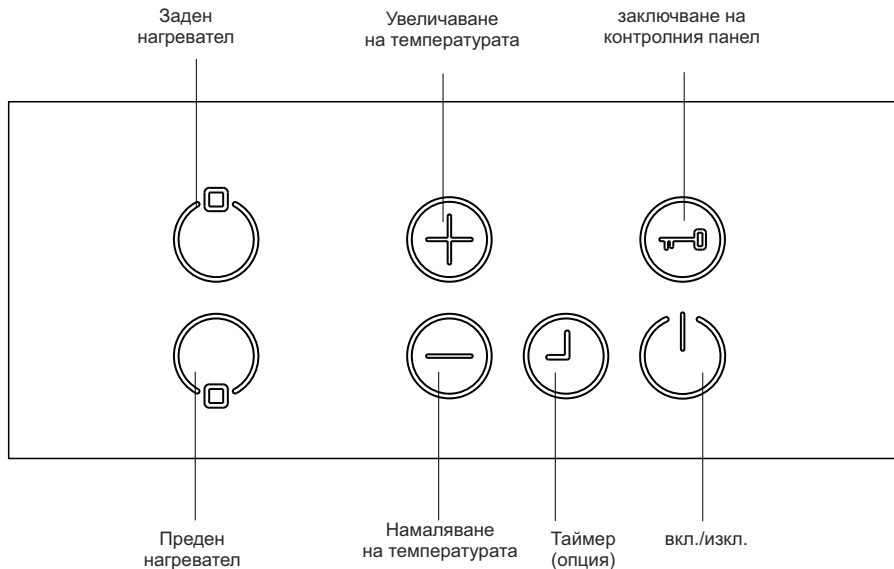 Заден
нагревател
Увеличаване
на температурата
заключване на
контролния панел
Преден
нагревател
Намаляване
на температурата
Таймер
(опция)
вкл./изкл.